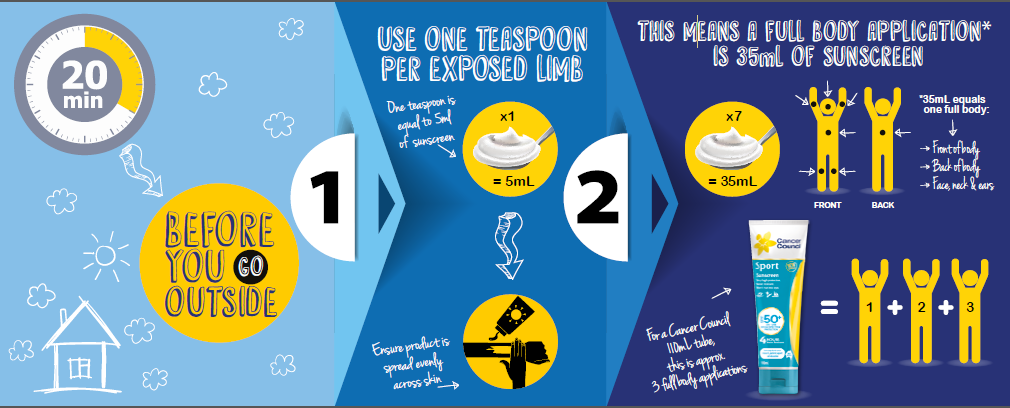 20
min
BEFORE
YOU GO
OUTSIDE
1
USE ONE TEASPOON
PER EXPOSED LIMB
One teaspoon is
equal to 5ml
of sunscreen
x1
= 5mL
Ensure product is
spread evenly
across skin
2
THIS MEANS A FULL BODY APPLICATION*
IS 35mL OF SUNSCREEN
x7
= 35mL
FRONT
BACK
*35mL equals
one full body:
Front of body
Back of body
Face, neck & ears
For a Cancer Council
110mL tube,
this is approx
3 full body applications
Cancer
Council
Sport
Sunscreen
50+
=
1 + 2 + 3